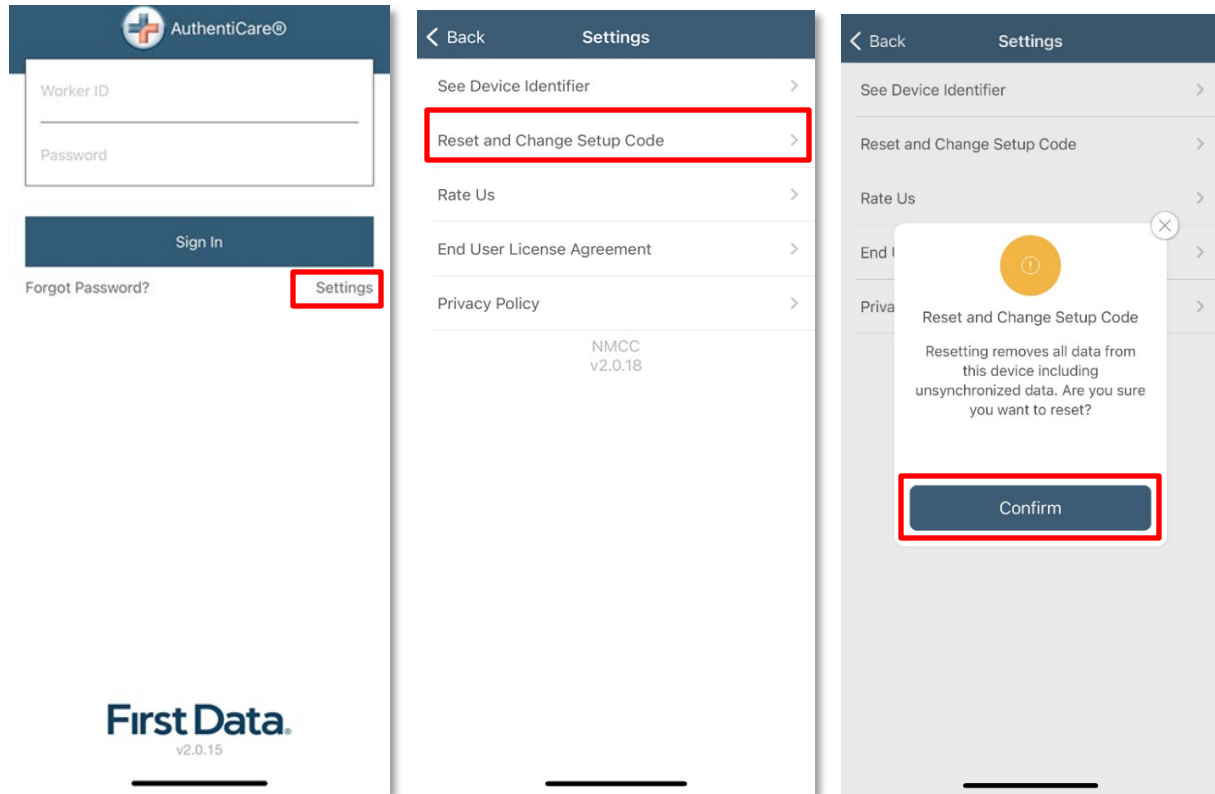 AuthentiCare®
Worker ID
Password
Sign In
Forgot Password?
Settings
First Data.
v2.0.15
Back
Settings
See Device Identifier
Reset and Change Setup Code
Rate Us
End User License Agreement
Privacy Policy
NMCC
v2.0.18
Back
Settings
See Device Identifier
Reset and Change Setup Code
Rate Us
End
Priva
Reset and Change Setup Code
Resetting removes all data from
this device including
unsynchronized data. Are you sure
you want to reset?
Confirm